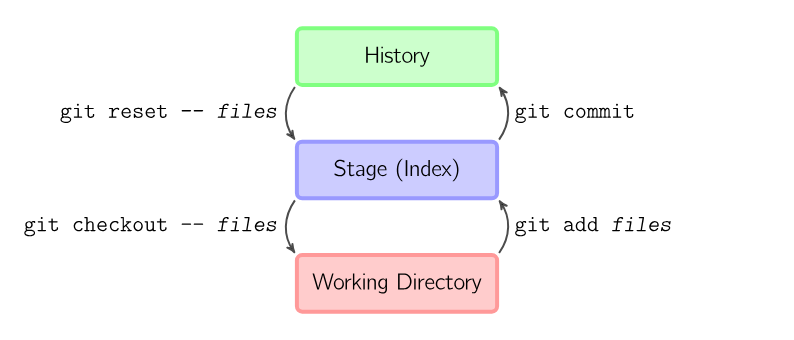 History
git reset -- files
git commit
Stage (Index)
git checkout -- files
git add files
Working Directory